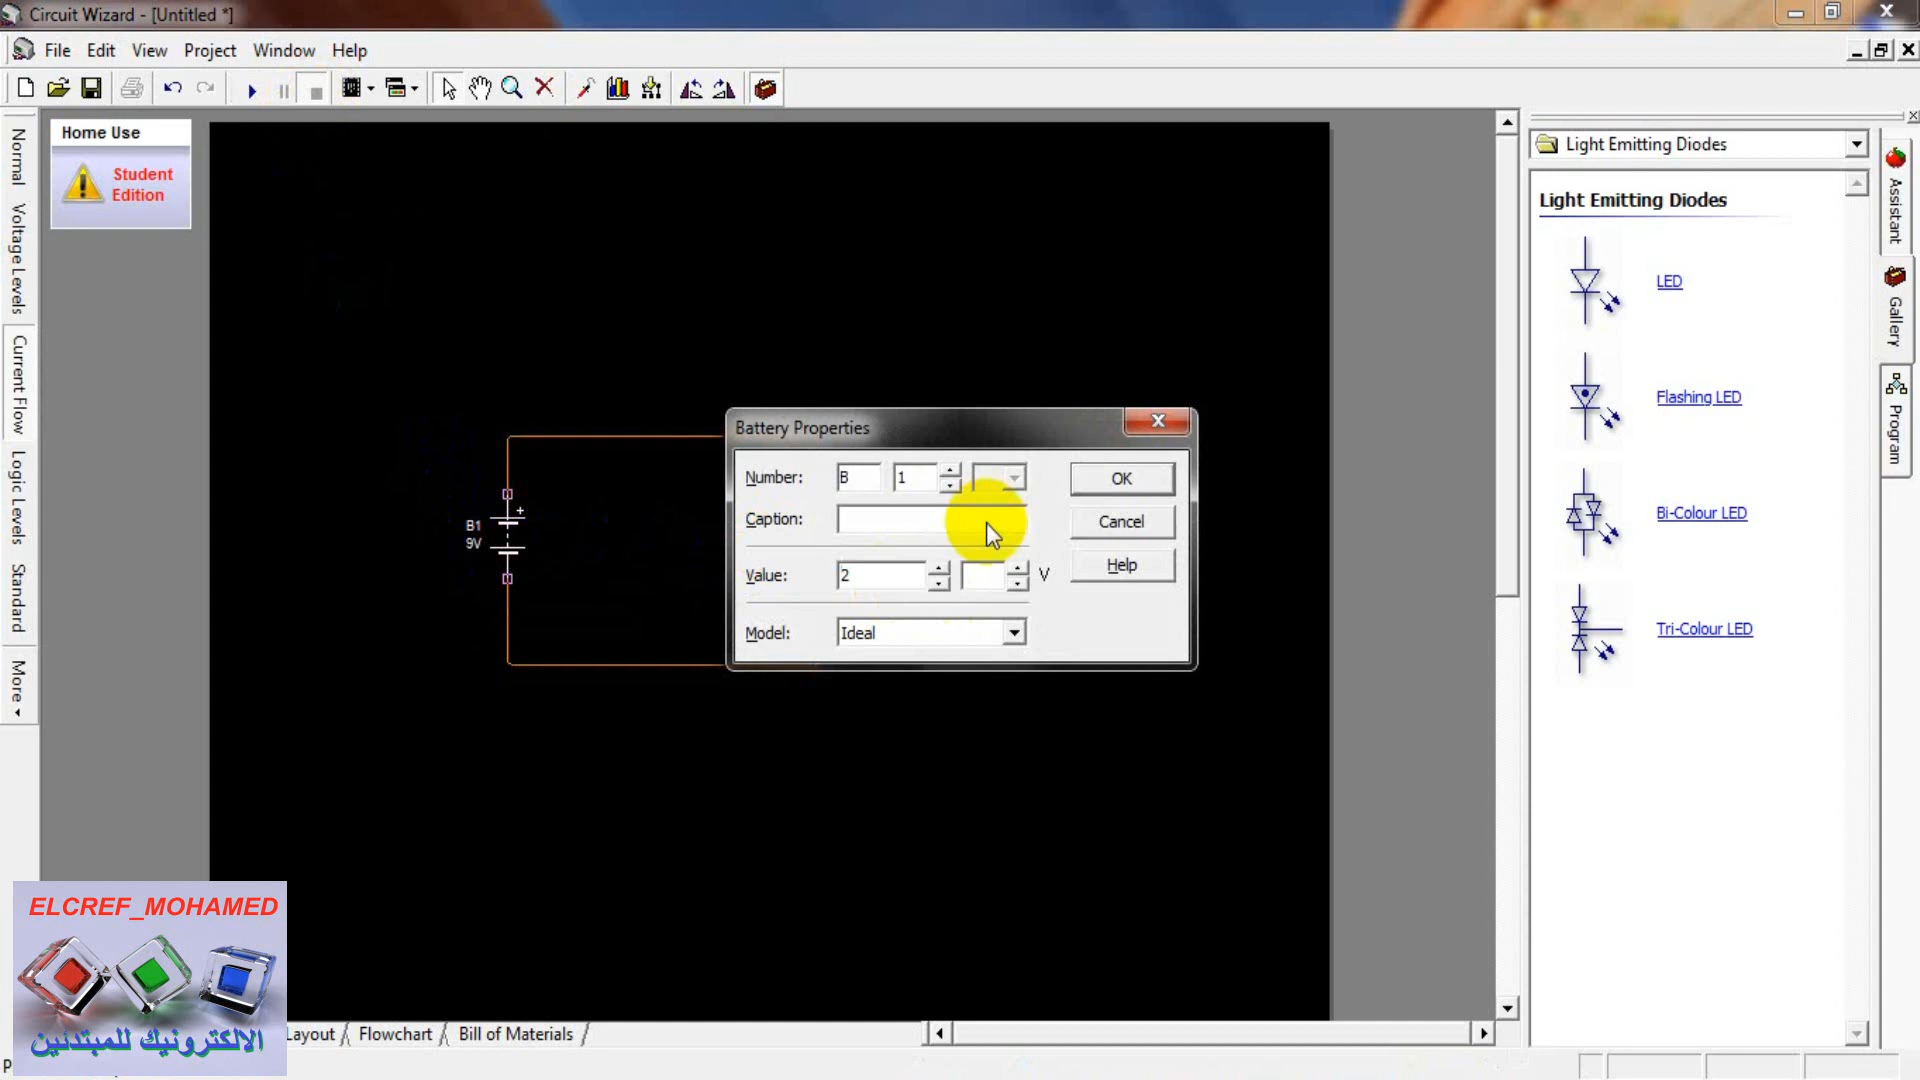 Circuit Wizard - [Untitled *]
File Edit View Project Window Help
Home Use
Student
Edition
Normal
Voltage Levels
Current Flow
Logic Levels
Standard
More
B1
9V
+
Battery Properties
Number: B 1
Caption:
Value: 2 V
Model: Ideal
OK
Cancel
Help
Light Emitting Diodes
Light Emitting Diodes
LED
Flashing LED
Bi-Colour LED
Tri-Colour LED
Assistant
Gallery
Program
ELCREF_MOHAMED
الالكترونيك للمبتدئين
Layout Flowchart Bill of Materials